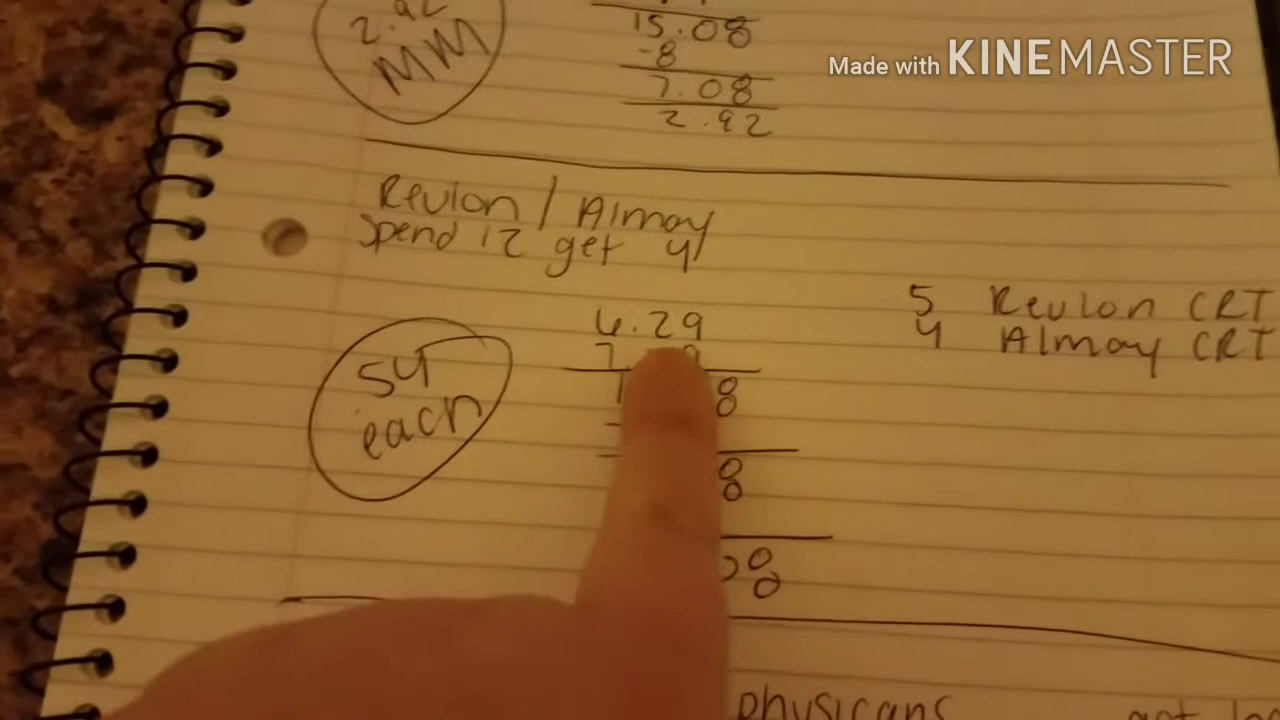 2.92
MM
15.08
-8
7.08
2.92
Made with KINEMASTER
Revlon / Almay
Spend 12 get 4
6.29
5 Revlon CRT
4 Almay CRT
54
each
8
8
physicans